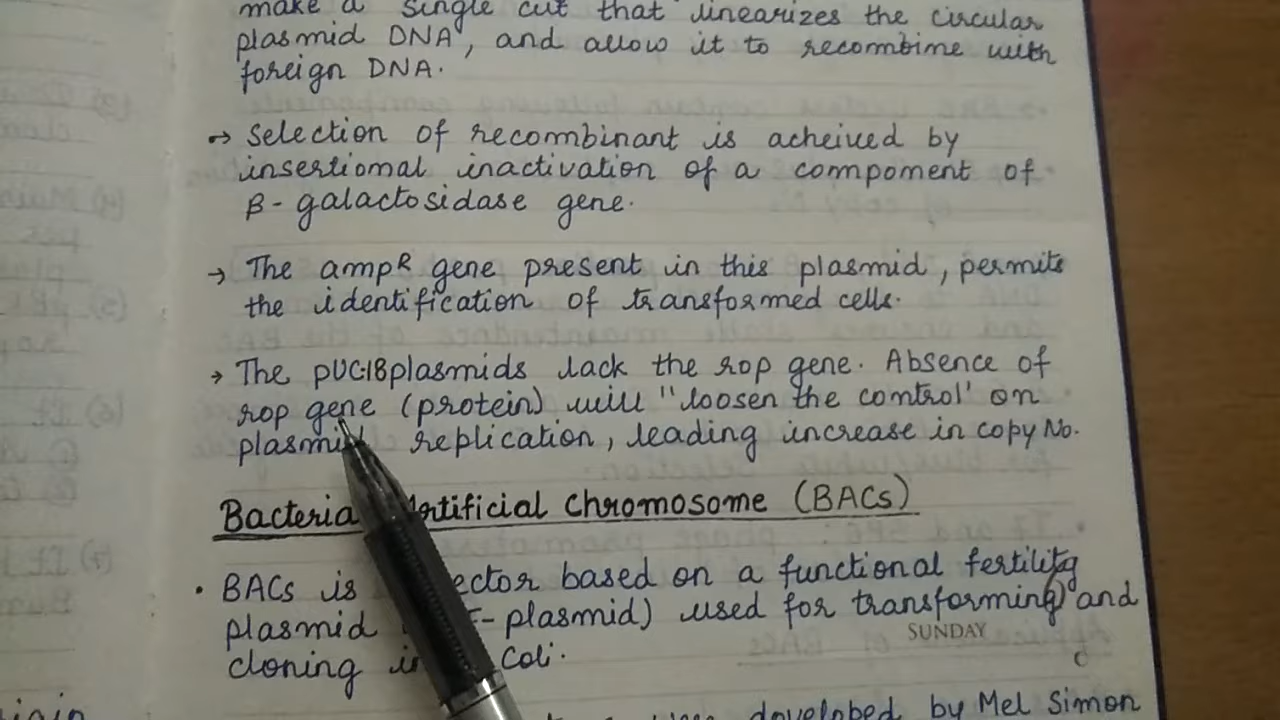 make a single cut that linearizes the circular
plasmid DNA, and allow it to recombine with
foreign DNA.
→ Selection of recombinant is acheived by
insertional inactivation of a component of
β-galactosidase gene.
→ The ampR gene present in this plasmid, permits
the identification of transformed cells.
→ The pUC18 plasmids lack the rop gene. Absence of
rop gene (protein) will "loosen the control' on
plasmid replication, leading increase in copy No.
Bacterial Artificial Chromosome (BACs)
• BACs is vector based on a functional fertility
plasmid F-plasmid) used for transforming and
SUNDAY
cloning in coli.
developed by Mel Simon